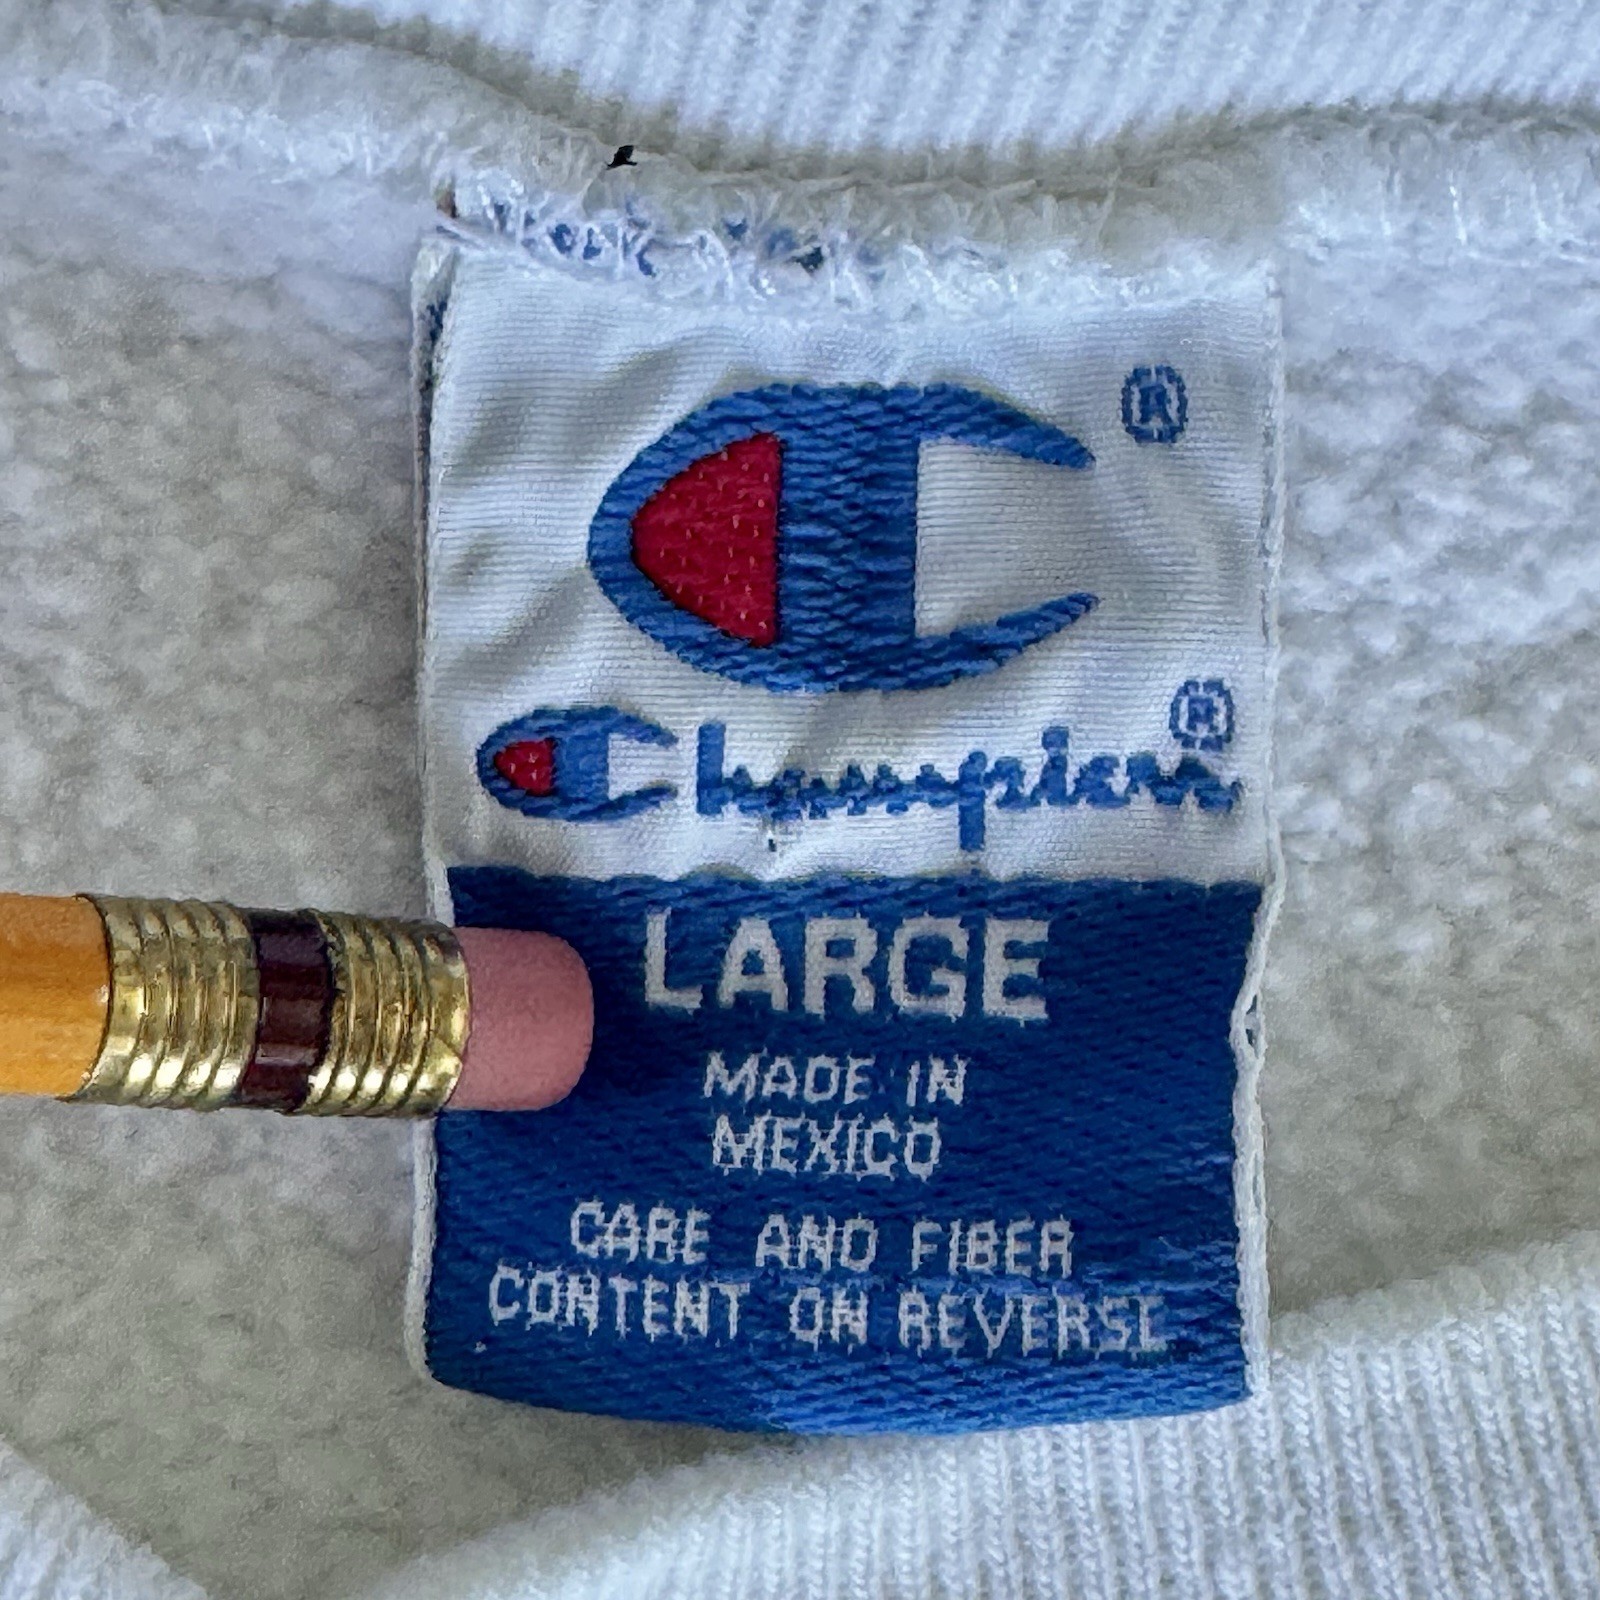 ®
Champion®
LARGE
MADE IN
MEXICO
CARE AND FIBER
CONTENT ON REVERSE